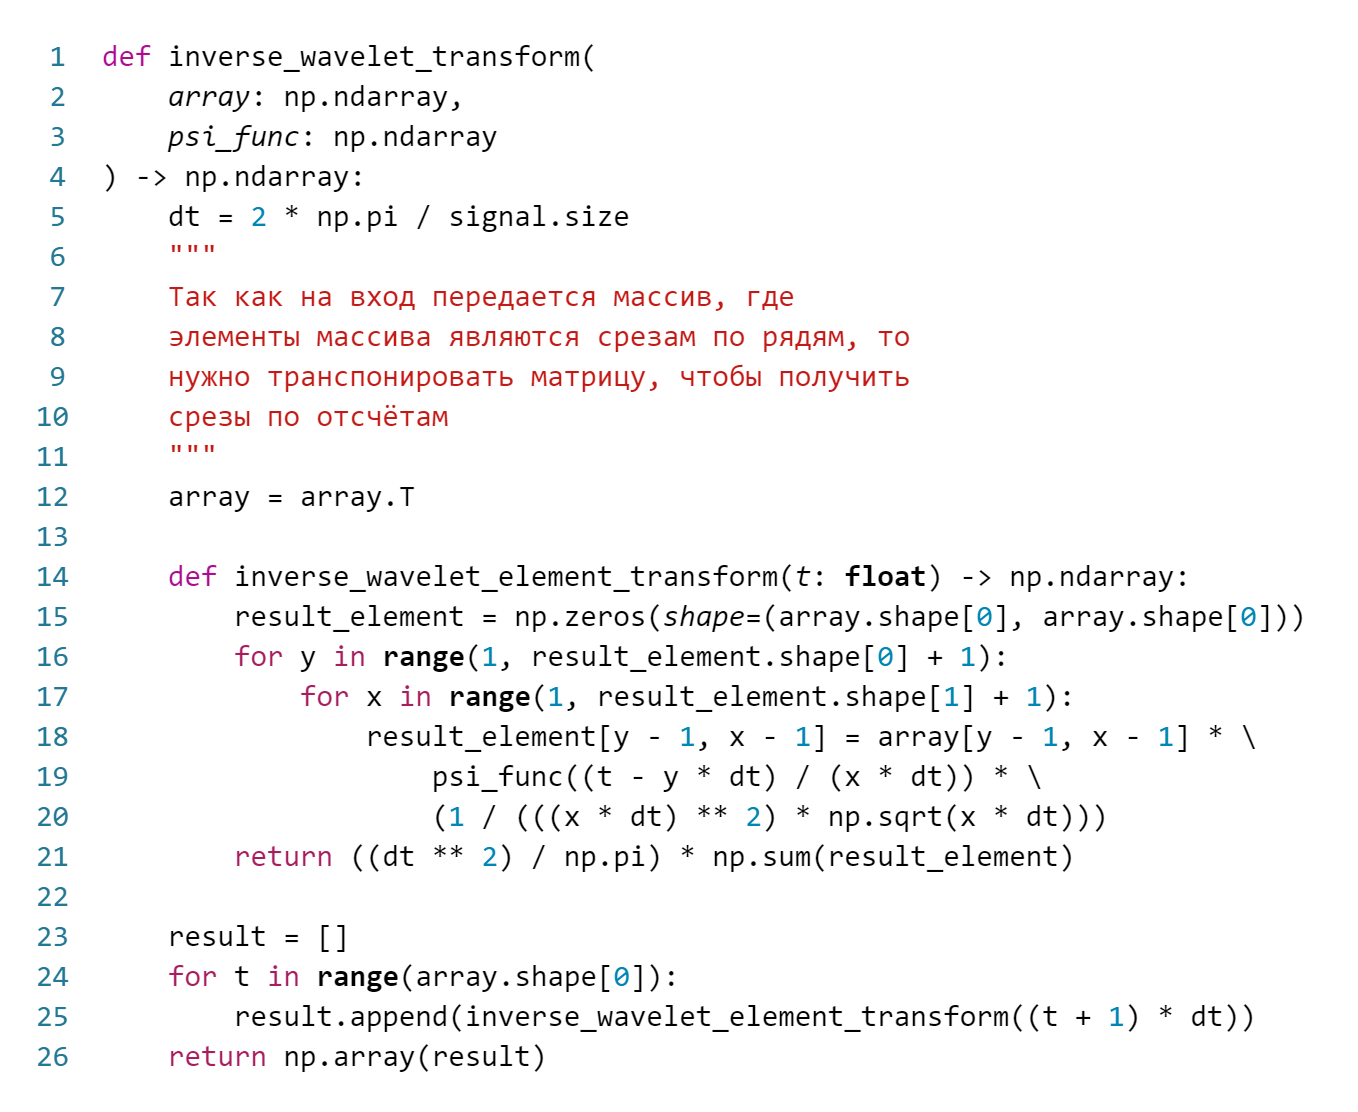 1 def inverse_wavelet_transform(
2     array: np.ndarray,
3     psi_func: np.ndarray
4 ) -> np.ndarray:
5     dt = 2 * np.pi / signal.size
6     """
7     Так как на вход передается массив, где
8     элементы массива являются срезам по рядям, то
9     нужно транспонировать матрицу, чтобы получить
10     срезы по отсчётам
11     """
12     array = array.T
13
14     def inverse_wavelet_element_transform(t: float) -> np.ndarray:
15         result_element = np.zeros(shape=(array.shape[0], array.shape[0]))
16         for y in range(1, result_element.shape[0] + 1):
17             for x in range(1, result_element.shape[1] + 1):
18                 result_element[y - 1, x - 1] = array[y - 1, x - 1] * \
19                     psi_func((t - y * dt) / (x * dt)) * \
20                     (1 / (((x * dt) ** 2) * np.sqrt(x * dt)))
21         return ((dt ** 2) / np.pi) * np.sum(result_element)
22
23     result = []
24     for t in range(array.shape[0]):
25         result.append(inverse_wavelet_element_transform((t + 1) * dt))
26     return np.array(result)